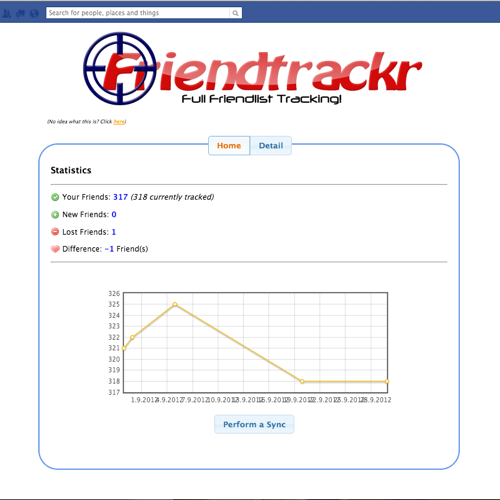 Search for people, places and things
Friendtrackr
Full Friendlist Tracking!
(No idea what this is? Click here)
Home Detail
Statistics
Your Friends: 317 (318 currently tracked)
New Friends: 0
Lost Friends: 1
Difference: -1 Friend(s)
326
325
324
323
322
321
320
319
318
317
1.9.2012 4.9.2012 7.9.2012 10.9.2012 13.9.2012 16.9.2012 19.9.2012 22.9.2012 25.9.2012 28.9.2012
Perform a Sync